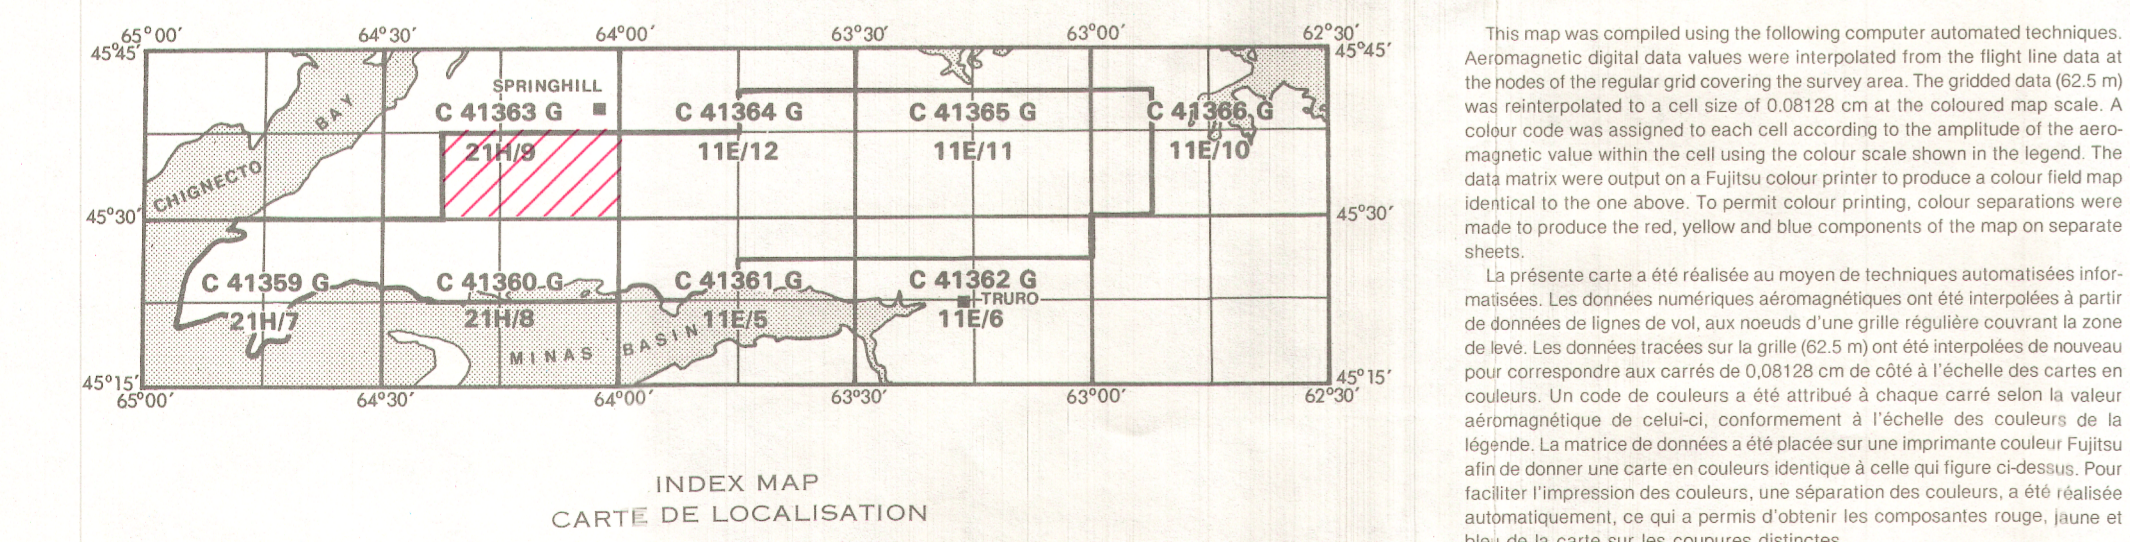 65°00′ 64°30′ 64°00′ 63°30′ 63°00′ 62°30′
45°45′ 45°45′
SPRINGHILL
C 41363 G C 41364 G C 41365 G C 41366 G
BAY
21H/9 11E/12 11E/11 11E/10
CHIGNECTO
45°30′ 45°30′
C 41359 G C 41360 G C 41361 G C 41362 G
TRURO
21H/7 21H/8 11E/5 11E/6
MINAS BASIN
45°15′ 45°15′
65°00′ 64°30′ 64°00′ 63°30′ 63°00′ 62°30′
INDEX MAP
CARTE DE LOCALISATION
This map was compiled using the following computer automated techniques.
Aeromagnetic digital data values were interpolated from the flight line data at
the nodes of the regular grid covering the survey area. The gridded data (62.5 m)
was reinterpolated to a cell size of 0.08128 cm at the coloured map scale. A
colour code was assigned to each cell according to the amplitude of the aero-
magnetic value within the cell using the colour scale shown in the legend. The
data matrix were output on a Fujitsu colour printer to produce a colour field map
identical to the one above. To permit colour printing, colour separations were
made to produce the red, yellow and blue components of the map on separate
sheets.
La présente carte a été réalisée au moyen de techniques automatisées infor-
matisées. Les données numériques aéromagnétiques ont été interpolées à partir
de données de lignes de vol, aux noeuds d'une grille régulière couvrant la zone
de levé. Les données tracées sur la grille (62.5 m) ont été interpolées de nouveau
pour correspondre aux carrés de 0,08128 cm de côté à l'échelle des cartes en
couleurs. Un code de couleurs a été attribué à chaque carré selon la valeur
aéromagnétique de celui-ci, conformement à l'échelle des couleurs de la
légende. La matrice de données a été placée sur une imprimante couleur Fujitsu
afin de donner une carte en couleurs identique à celle qui figure ci-dessus. Pour
faciliter l'impression des couleurs, une séparation des couleurs, a été réalisée
automatiquement, ce qui a permis d'obtenir les composantes rouge, jaune et
bleu de la carte sur les coupures distinctes.